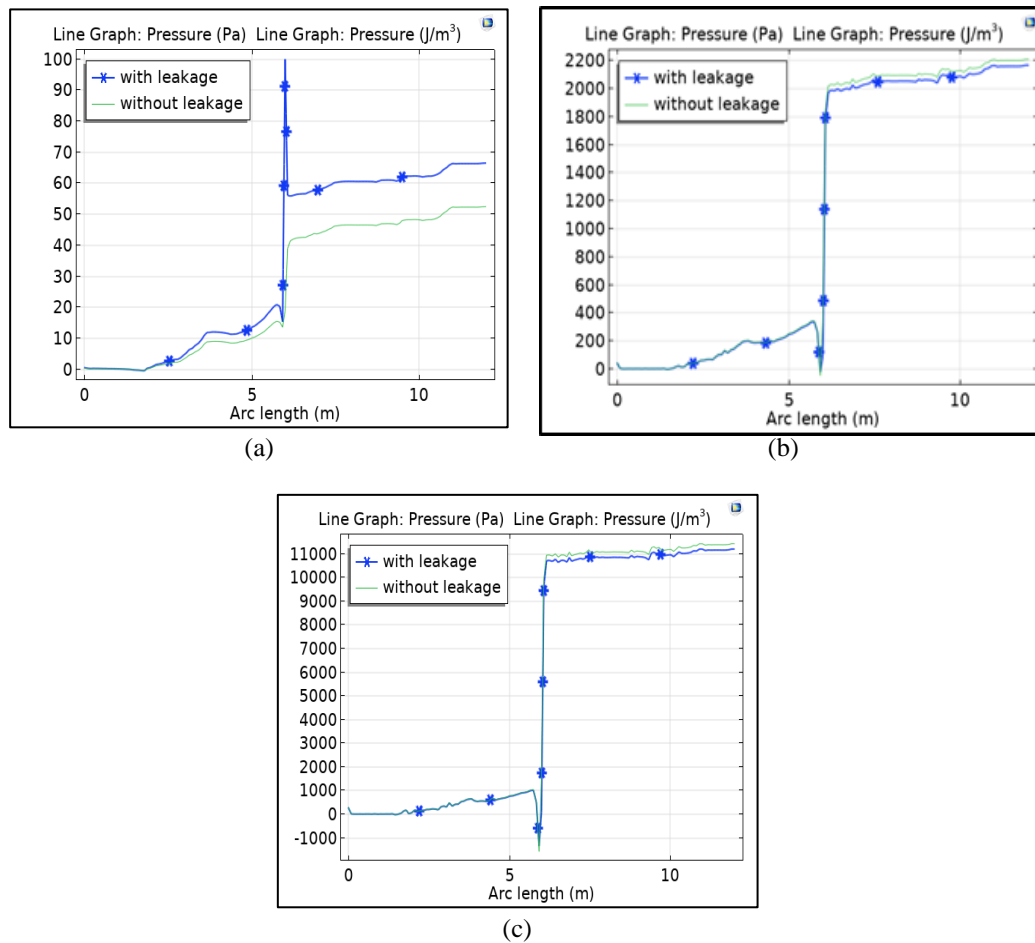 Line Graph: Pressure (Pa) Line Graph: Pressure (J/m³)
with leakage
without leakage
100
90
80
70
60
50
40
30
20
10
0
0 5 10
Arc length (m)
(a)
Line Graph: Pressure (Pa) Line Graph: Pressure (J/m³)
with leakage
without leakage
2200
2000
1800
1600
1400
1200
1000
800
600
400
200
0
0 5 10
Arc length (m)
(b)
Line Graph: Pressure (Pa) Line Graph: Pressure (J/m³)
with leakage
without leakage
11000
10000
9000
8000
7000
6000
5000
4000
3000
2000
1000
0
-1000
0 5 10
Arc length (m)
(c)